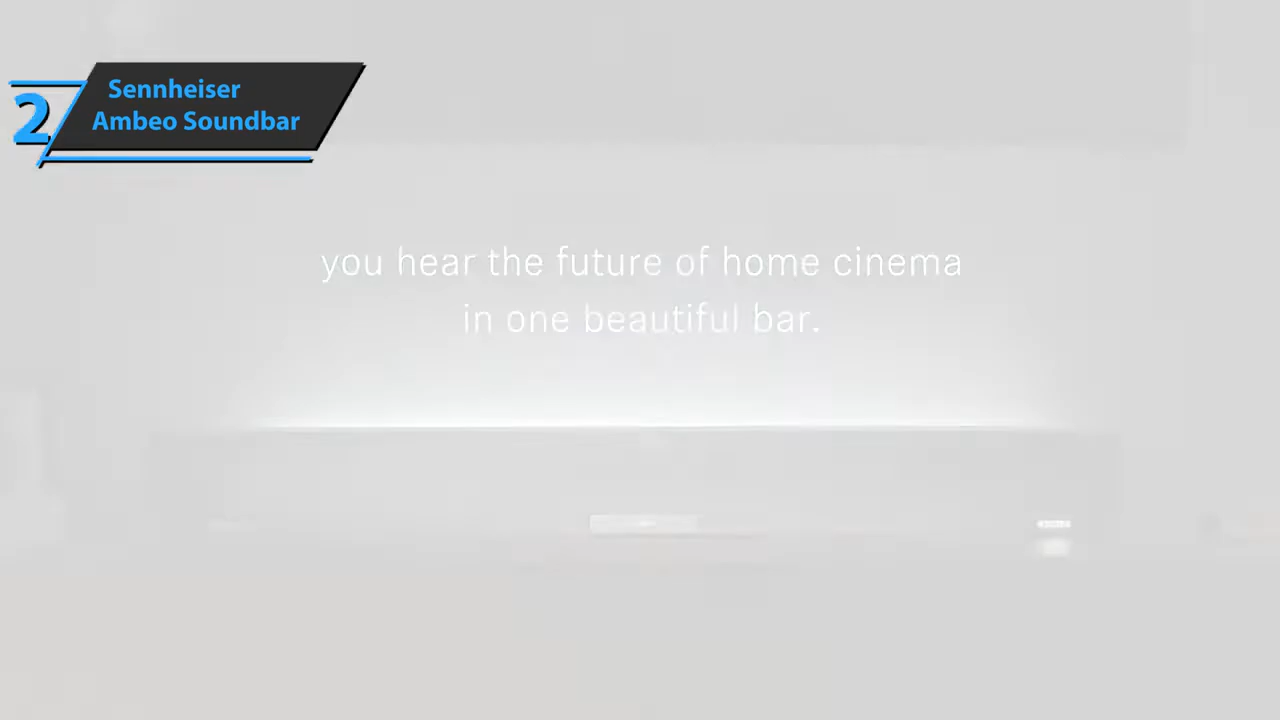 2
Sennheiser
Ambeo Soundbar
you hear the future of home cinema
in one beautiful bar.